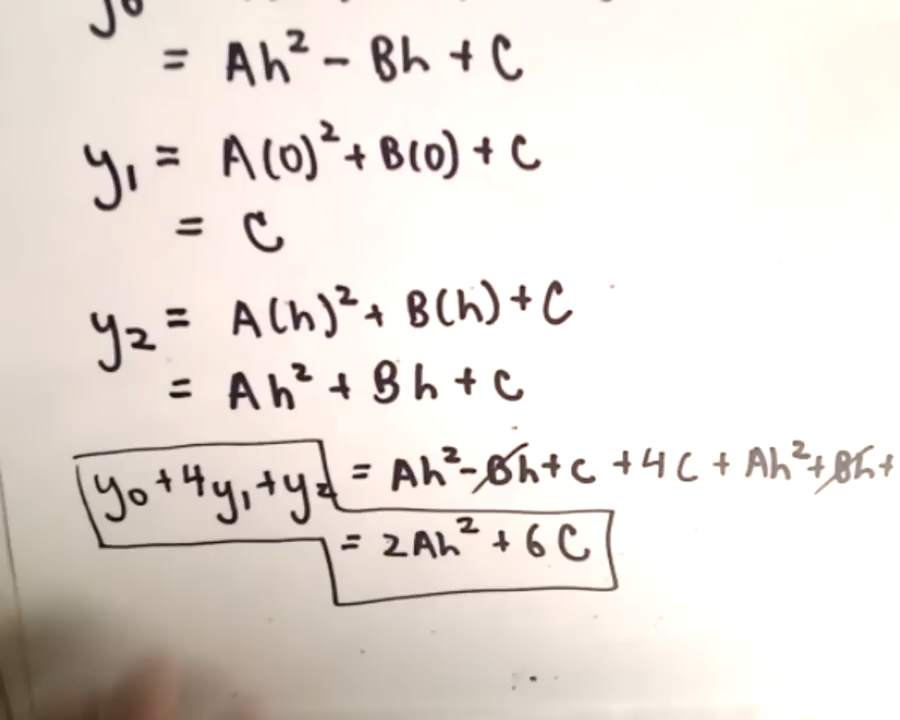 y₀
= Ah² - Bh + C
y₁ = A(0)² + B(0) + C
= C
y₂ = A(h)² + B(h) + C
= Ah² + Bh + C
y₀ + 4y₁ + y₂ = Ah² - Bh + C + 4C + Ah² + Bh +
= 2Ah² + 6C